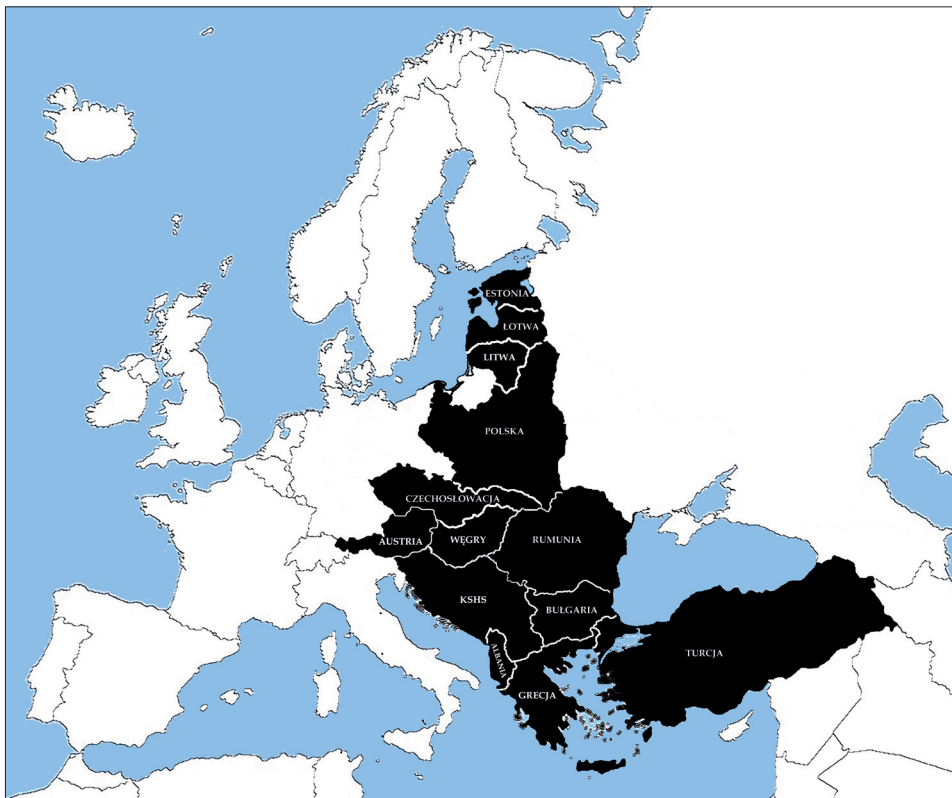 ESTONIA
ŁOTWA
LITWA
POLSKA
CZECHOSŁOWACJA
AUSTRIA
WĘGRY
RUMUNIA
KSHS
BUŁGARIA
ALBANIA
GRECJA
TURCJA